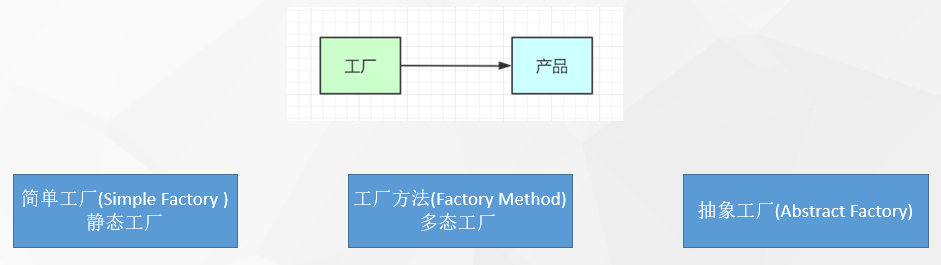 工厂
产品
简单工厂(Simple Factory )
静态工厂
工厂方法(Factory Method)
多态工厂
抽象工厂(Abstract Factory)